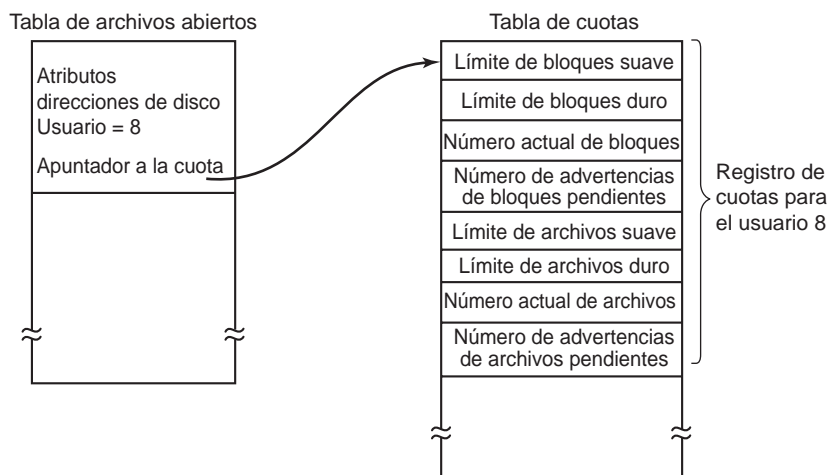 Tabla de archivos abiertos
Atributos
direcciones de disco
Usuario = 8
Apuntador a la cuota
Tabla de cuotas
Límite de bloques suave
Límite de bloques duro
Número actual de bloques
Número de advertencias
de bloques pendientes
Límite de archivos suave
Límite de archivos duro
Número actual de archivos
Número de advertencias
de archivos pendientes
Registro de
cuotas para
el usuario 8